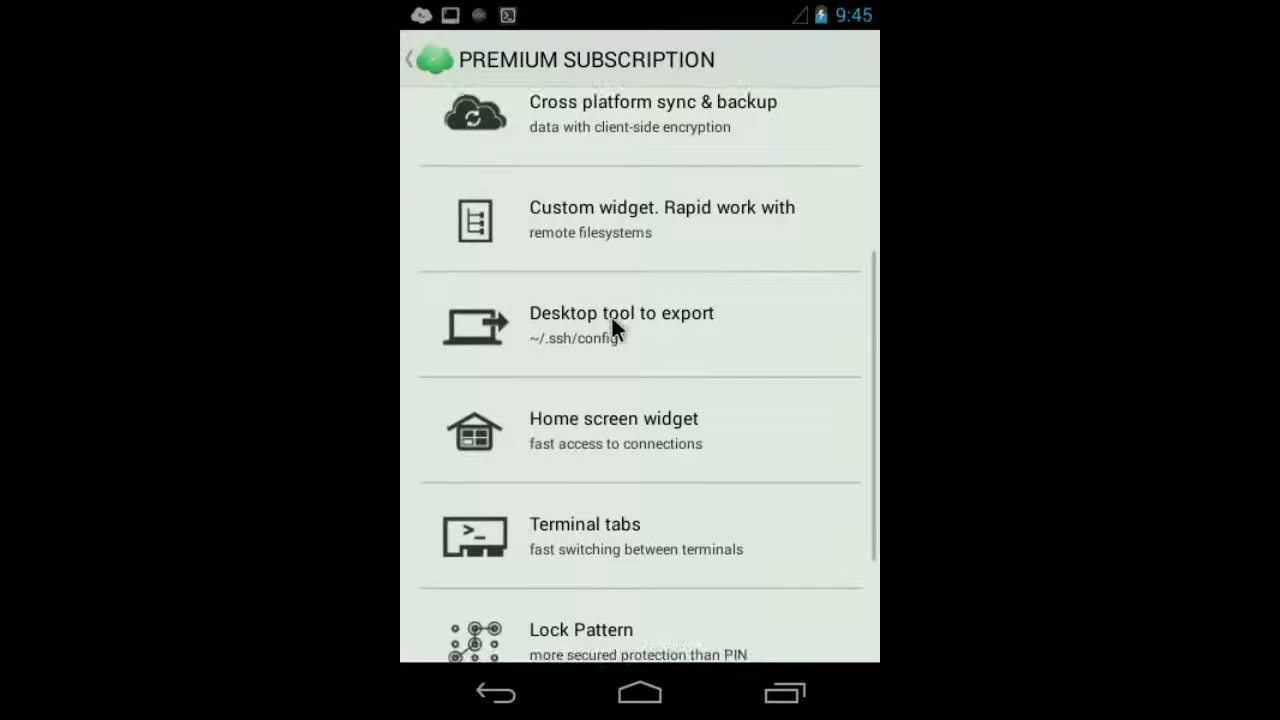 9:45
PREMIUM SUBSCRIPTION
Cross platform sync & backup
data with client-side encryption
Custom widget. Rapid work with
remote filesystems
Desktop tool to export
~/.ssh/config
Home screen widget
fast access to connections
>_
Terminal tabs
fast switching between terminals
Lock Pattern
more secured protection than PIN